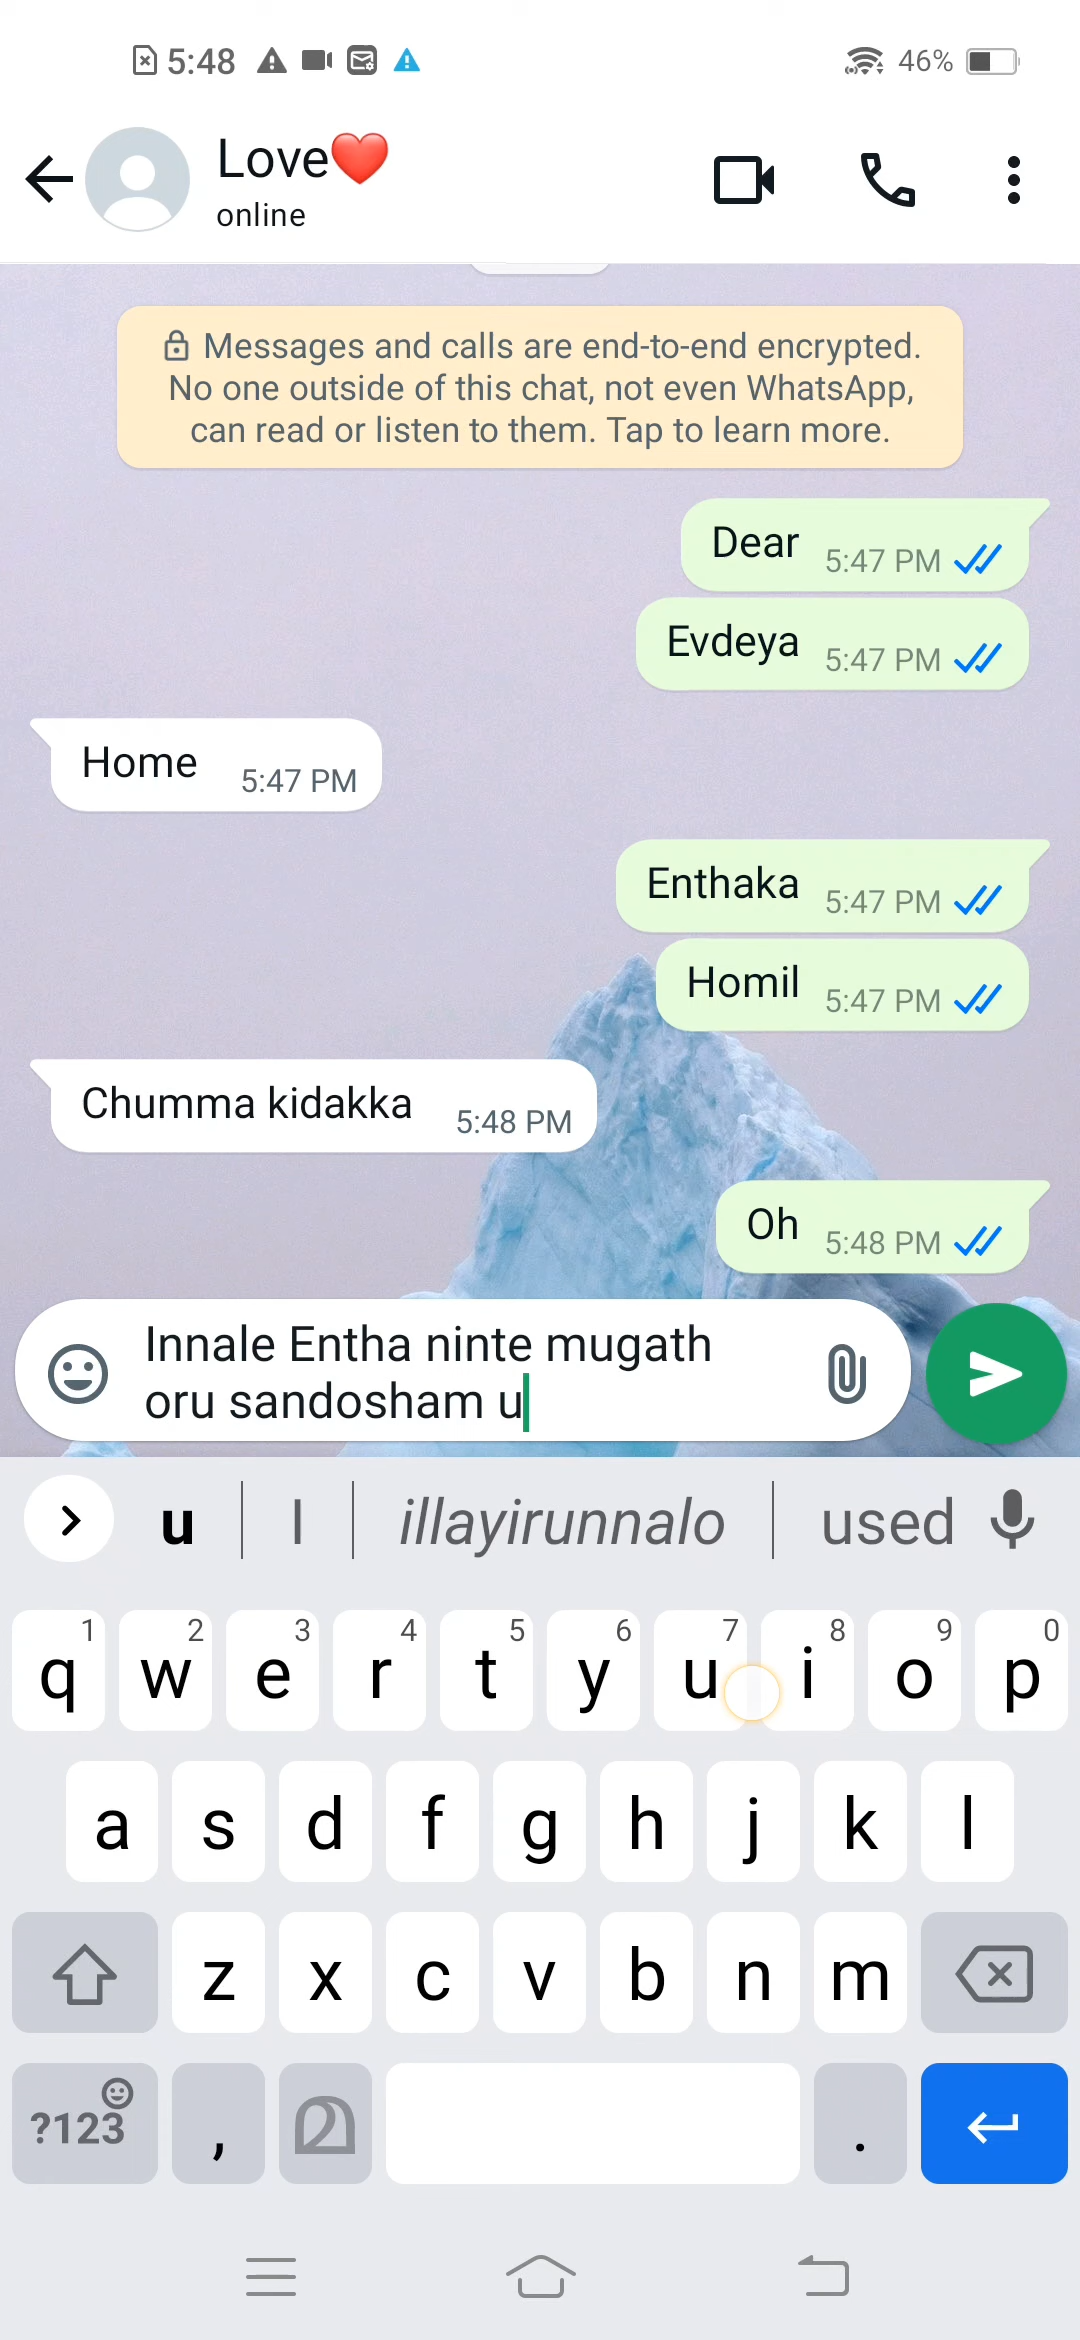 5:48
46%
Love❤️
online
Messages and calls are end-to-end encrypted.
No one outside of this chat, not even WhatsApp,
can read or listen to them. Tap to learn more.
Dear 5:47 PM
Evdeya 5:47 PM
Home 5:47 PM
Enthaka 5:47 PM
Homil 5:47 PM
Chumma kidakka 5:48 PM
Oh 5:48 PM
Innale Entha ninte mugath
oru sandosham u
u | l | illayirunnalo | used
1 2 3 4 5 6 7 8 9 0
q w e r t y u i o p
a s d f g h j k l
z x c v b n m
?123 , മ .